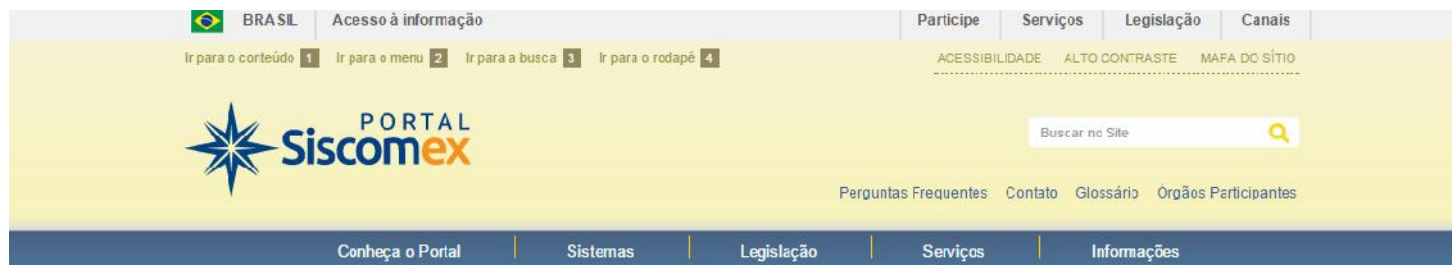 BRASIL Acesso à informação Participe Serviços Legislação Canais
Ir para o conteúdo 1 Ir para o menu 2 Ir para a busca 3 Ir para o rodapé 4 ACESSIBILIDADE ALTO CONTRASTE MAPA DO SÍTIO
PORTAL
Siscomex
Buscar no Site
Perguntas Frequentes Contato Glossário Orgãos Participantes
Conheça o Portal Sistemas Legislação Serviços Informações